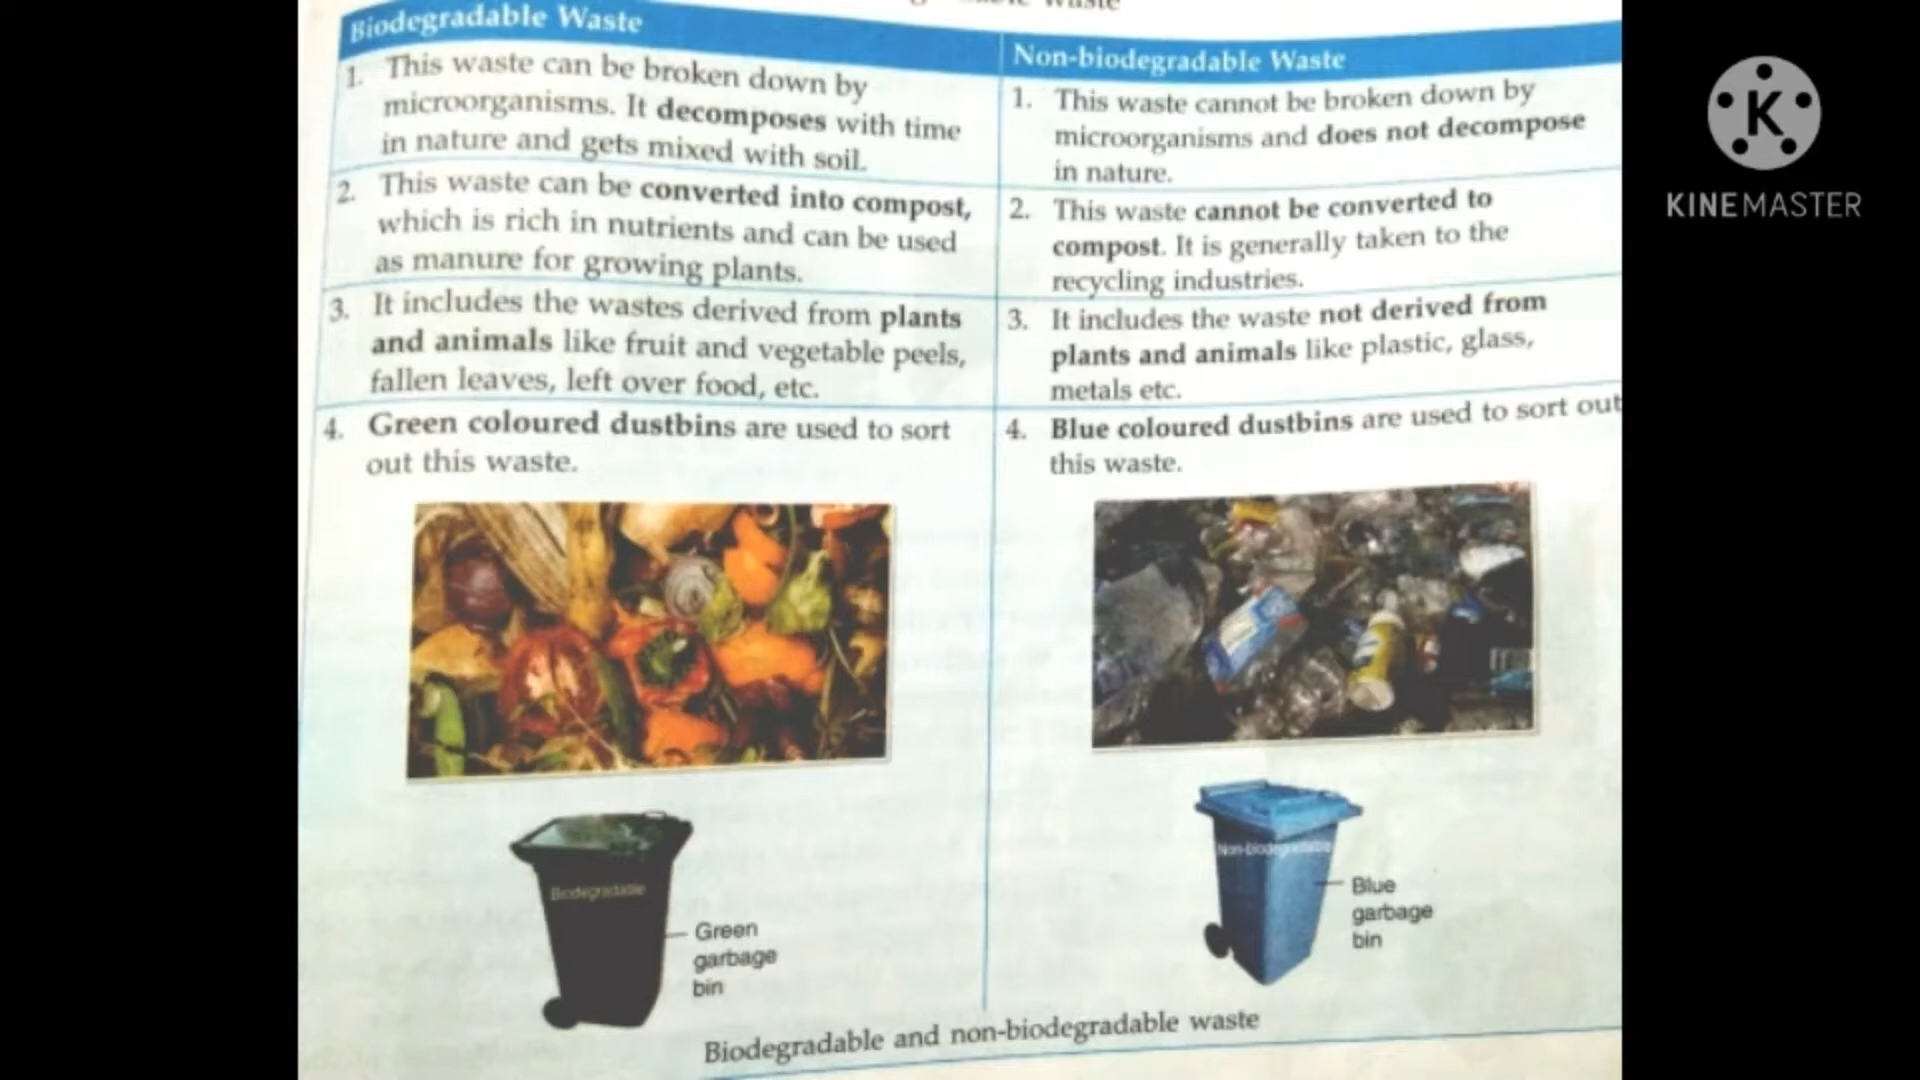 Waste
Biodegradable Waste
1. This waste can be broken down by
microorganisms. It decomposes with time
in nature and gets mixed with soil.
2. This waste can be converted into compost,
which is rich in nutrients and can be used
as manure for growing plants.
3. It includes the wastes derived from plants
and animals like fruit and vegetable peels,
fallen leaves, left over food, etc.
4. Green coloured dustbins are used to sort
out this waste.
Biodegradable
Green
garbage
bin
Non-biodegradable Waste
1. This waste cannot be broken down by
microorganisms and does not decompose
in nature.
2. This waste cannot be converted to
compost. It is generally taken to the
recycling industries.
3. It includes the waste not derived from
plants and animals like plastic, glass,
metals etc.
4. Blue coloured dustbins are used to sort out
this waste.
Non-biodegradable
Blue
garbage
bin
Biodegradable and non-biodegradable waste
K
KINEMASTER